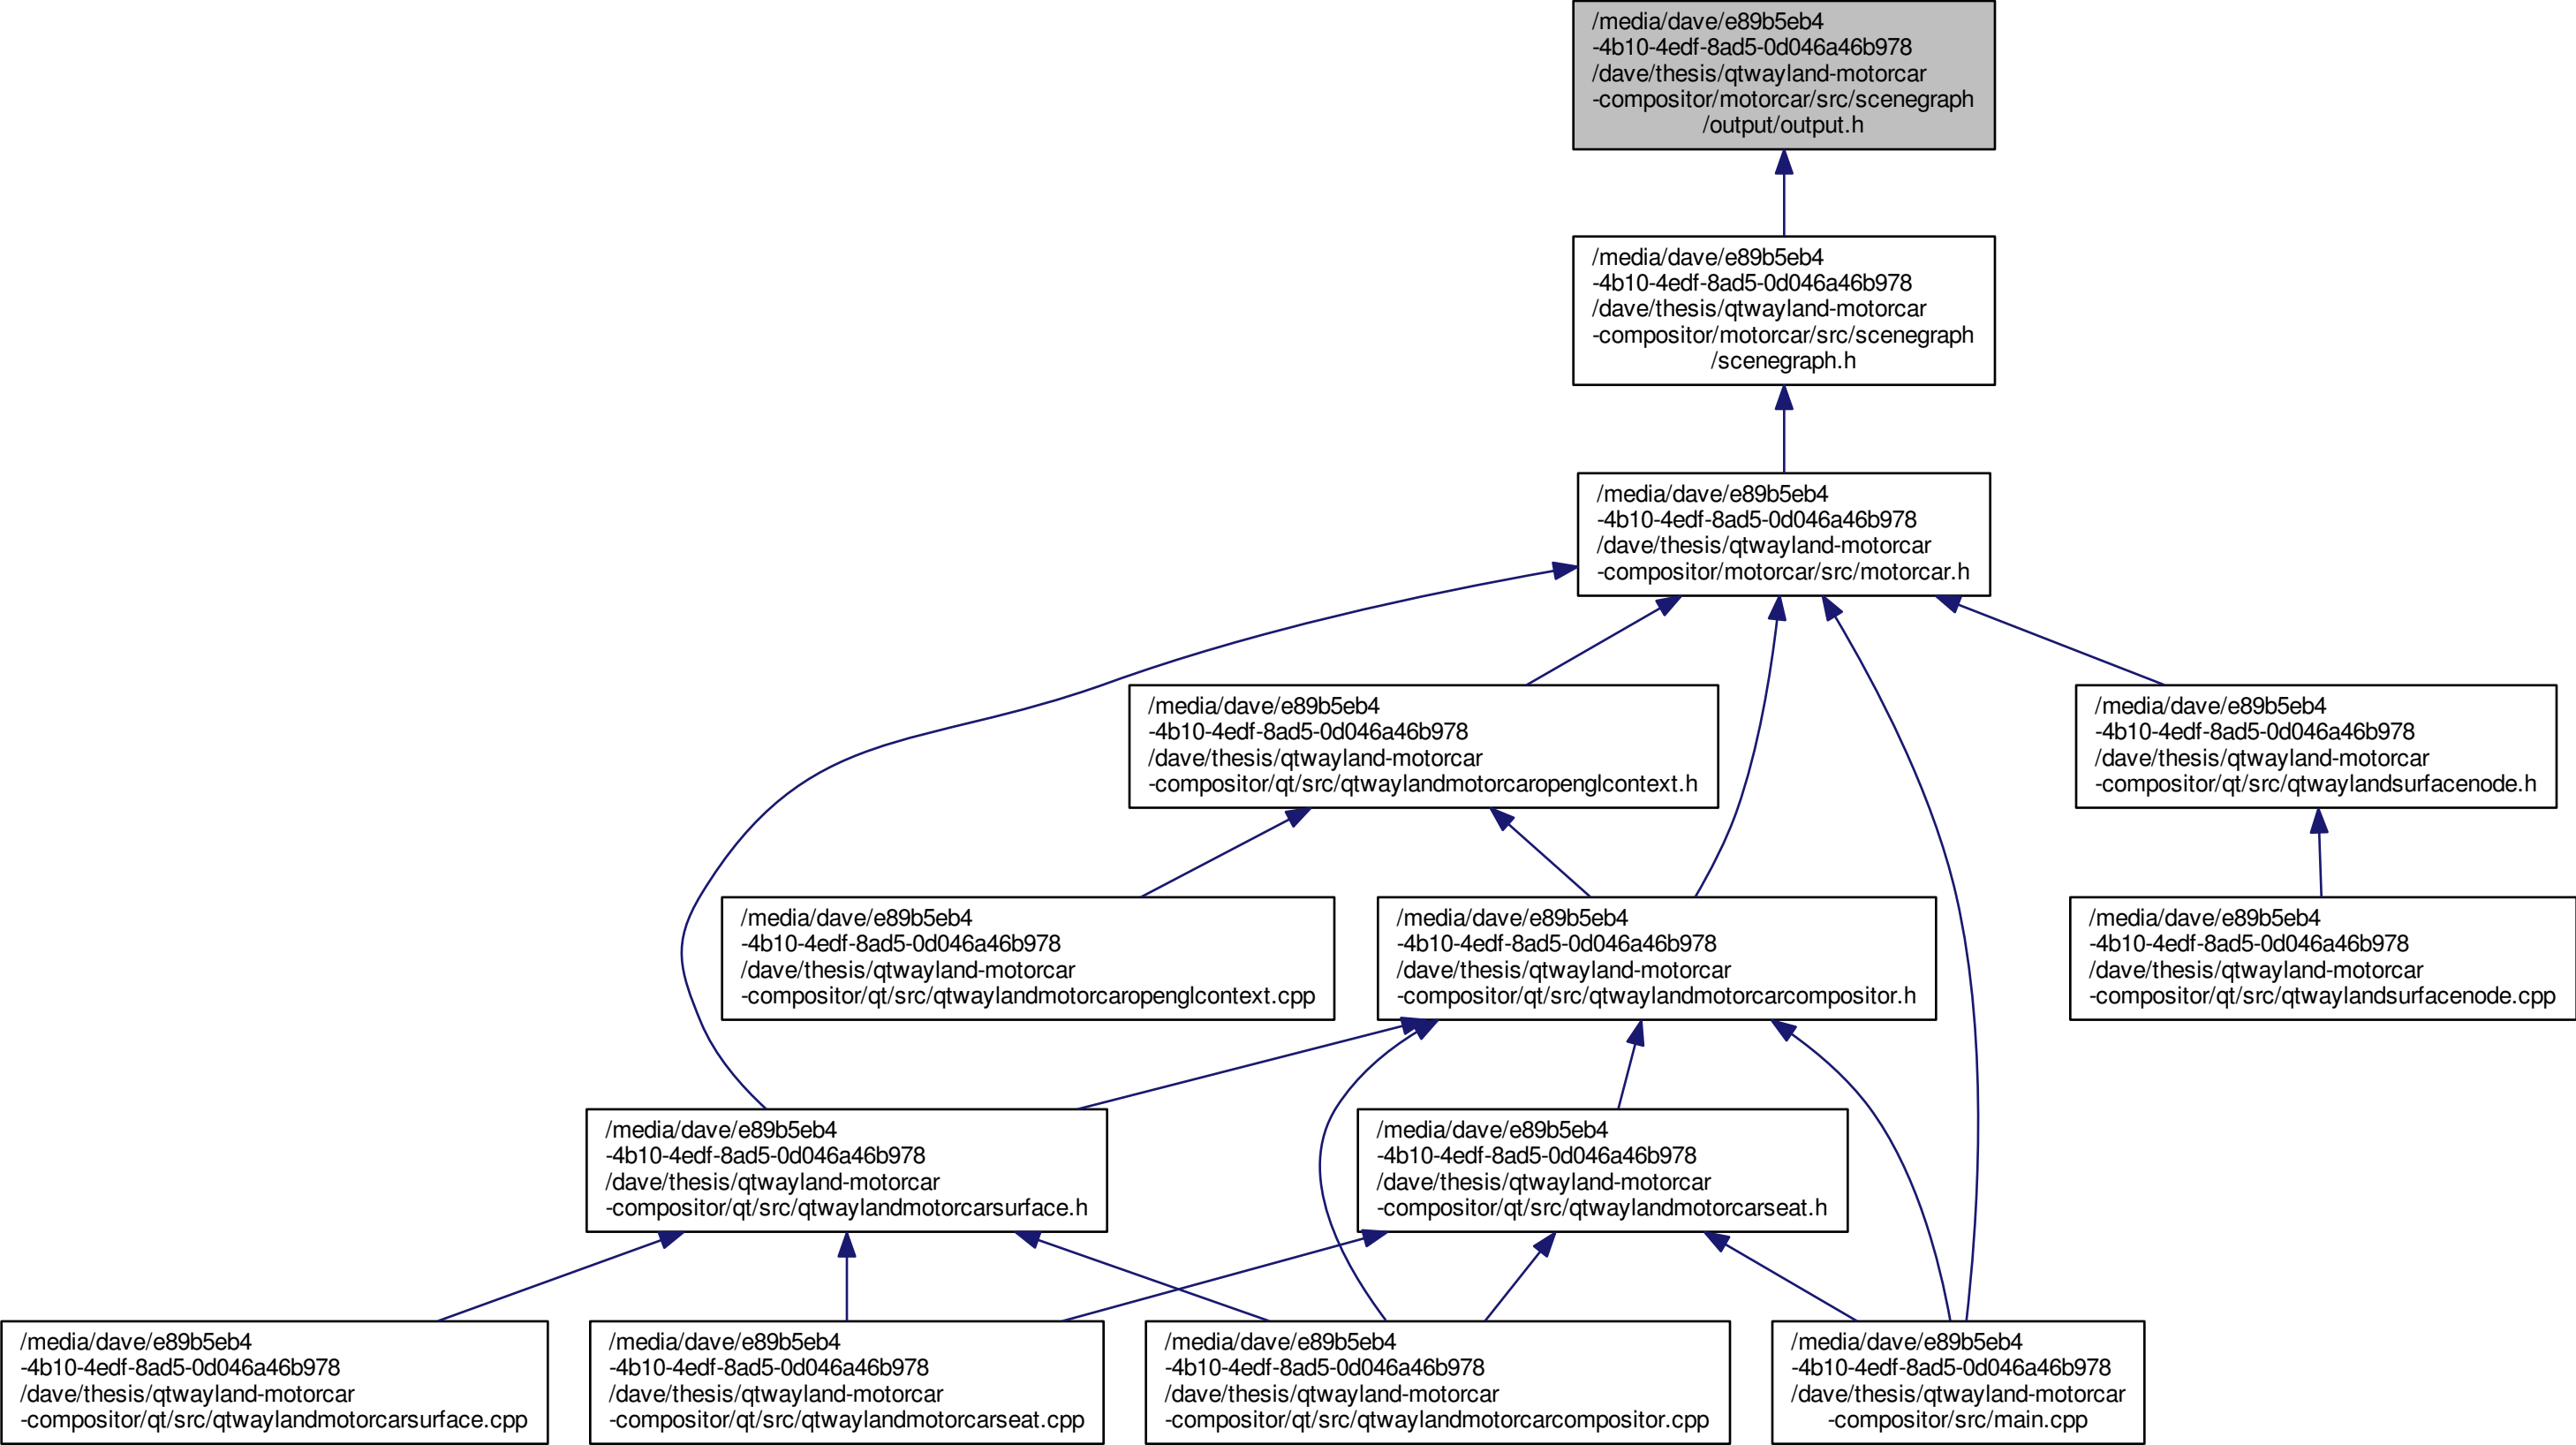 /media/dave/e89b5eb4
-4b10-4edf-8ad5-0d046a46b978
/dave/thesis/qtwayland-motorcar
-compositor/motorcar/src/scenegraph
/output/output.h
/media/dave/e89b5eb4
-4b10-4edf-8ad5-0d046a46b978
/dave/thesis/qtwayland-motorcar
-compositor/motorcar/src/scenegraph
/scenegraph.h
/media/dave/e89b5eb4
-4b10-4edf-8ad5-0d046a46b978
/dave/thesis/qtwayland-motorcar
-compositor/motorcar/src/motorcar.h
/media/dave/e89b5eb4
-4b10-4edf-8ad5-0d046a46b978
/dave/thesis/qtwayland-motorcar
-compositor/qt/src/qtwaylandmotorcaropenglcontext.h
/media/dave/e89b5eb4
-4b10-4edf-8ad5-0d046a46b978
/dave/thesis/qtwayland-motorcar
-compositor/qt/src/qtwaylandsurfacenode.h
/media/dave/e89b5eb4
-4b10-4edf-8ad5-0d046a46b978
/dave/thesis/qtwayland-motorcar
-compositor/qt/src/qtwaylandmotorcaropenglcontext.cpp
/media/dave/e89b5eb4
-4b10-4edf-8ad5-0d046a46b978
/dave/thesis/qtwayland-motorcar
-compositor/qt/src/qtwaylandmotorcarcompositor.h
/media/dave/e89b5eb4
-4b10-4edf-8ad5-0d046a46b978
/dave/thesis/qtwayland-motorcar
-compositor/qt/src/qtwaylandsurfacenode.cpp
/media/dave/e89b5eb4
-4b10-4edf-8ad5-0d046a46b978
/dave/thesis/qtwayland-motorcar
-compositor/qt/src/qtwaylandmotorcarsurface.h
/media/dave/e89b5eb4
-4b10-4edf-8ad5-0d046a46b978
/dave/thesis/qtwayland-motorcar
-compositor/qt/src/qtwaylandmotorcarseat.h
/media/dave/e89b5eb4
-4b10-4edf-8ad5-0d046a46b978
/dave/thesis/qtwayland-motorcar
-compositor/qt/src/qtwaylandmotorcarsurface.cpp
/media/dave/e89b5eb4
-4b10-4edf-8ad5-0d046a46b978
/dave/thesis/qtwayland-motorcar
-compositor/qt/src/qtwaylandmotorcarseat.cpp
/media/dave/e89b5eb4
-4b10-4edf-8ad5-0d046a46b978
/dave/thesis/qtwayland-motorcar
-compositor/qt/src/qtwaylandmotorcarcompositor.cpp
/media/dave/e89b5eb4
-4b10-4edf-8ad5-0d046a46b978
/dave/thesis/qtwayland-motorcar
-compositor/src/main.cpp